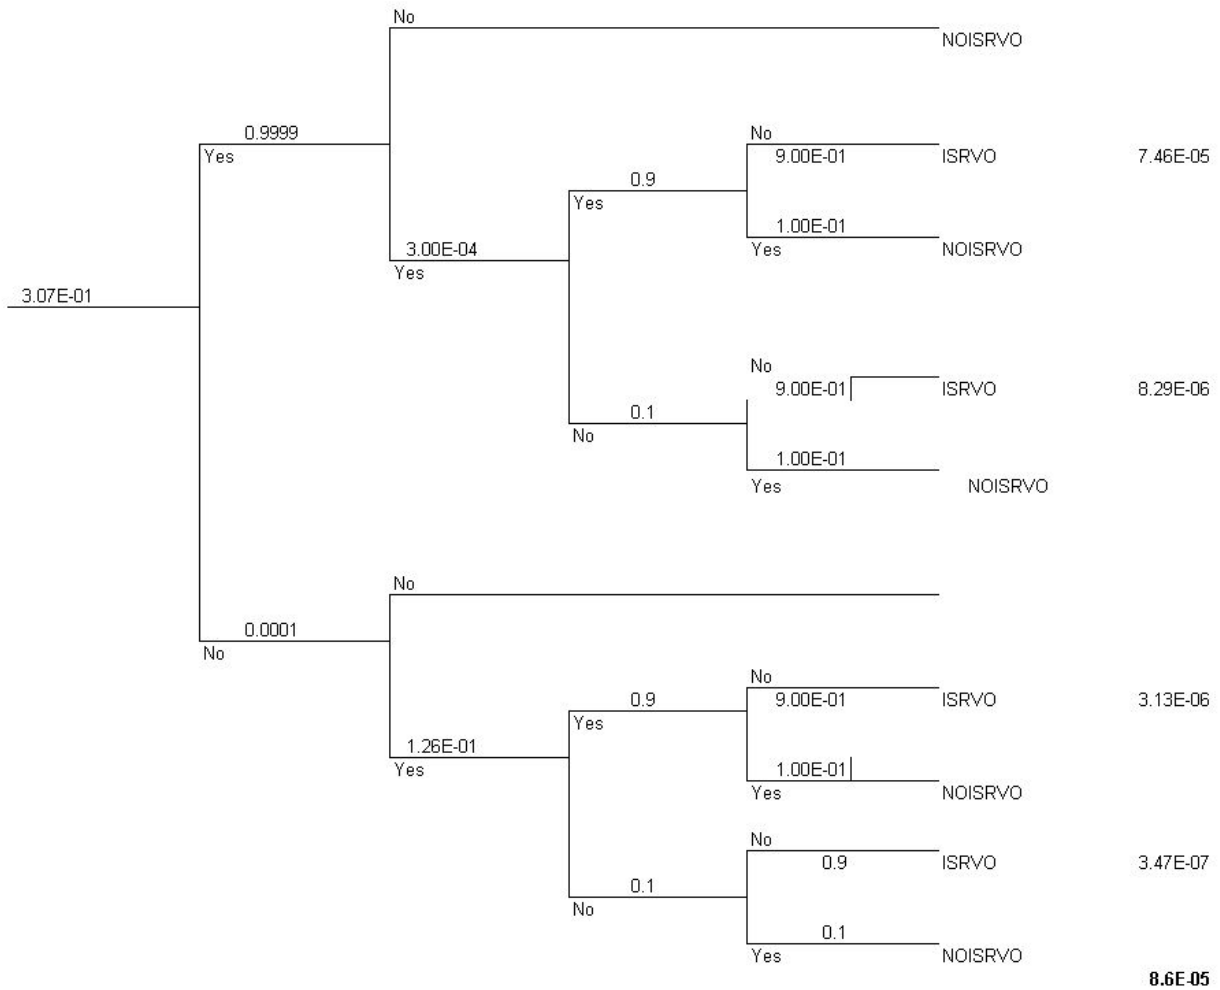 No
NOISRVO
0.9999
Yes
No
9.00E-01 ISRVO 7.46E-05
0.9
Yes
1.00E-01
Yes NOISRVO
3.00E-04
Yes
3.07E-01
No
9.00E-01 ISRVO 8.29E-06
0.1
No
1.00E-01
Yes NOISRVO
No
0.0001
No
No
9.00E-01 ISRVO 3.13E-06
0.9
Yes
1.26E-01
Yes
1.00E-01
Yes NOISRVO
No
0.9 ISRVO 3.47E-07
0.1
No
0.1
Yes NOISRVO
8.6E-05